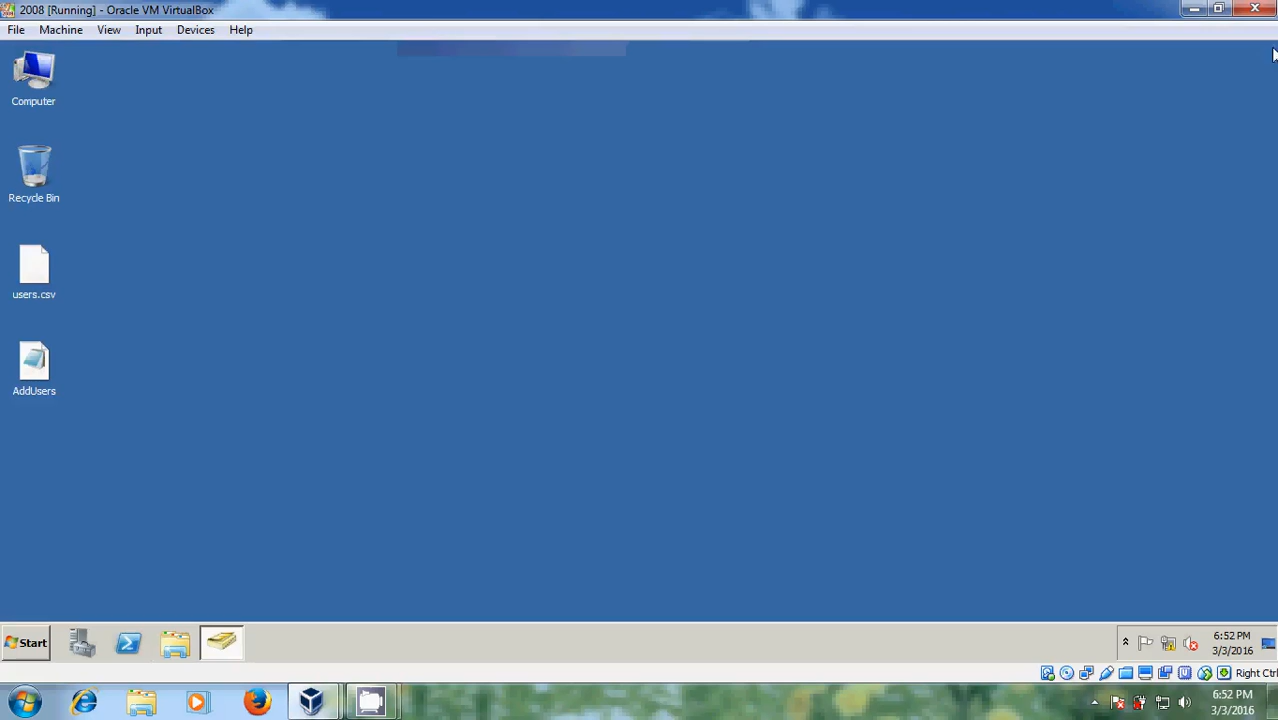 2008 [Running] - Oracle VM VirtualBox
File Machine View Input Devices Help
Computer
Recycle Bin
users.csv
AddUsers
Start
6:52 PM
3/3/2016
Right Ctrl
6:52 PM
3/3/2016